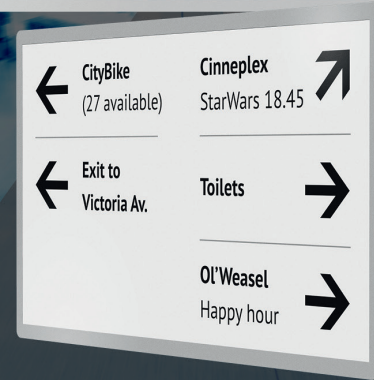 CityBike
(27 available)
Exit to
Victoria Av.
Cinneplex
StarWars 18.45
Toilets
Ol'Weasel
Happy hour